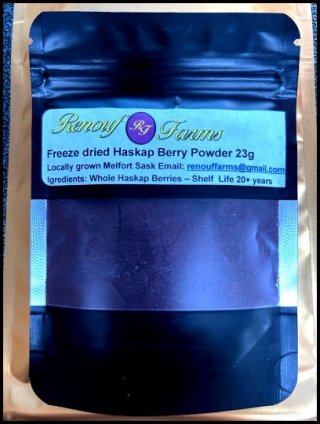 Renouf RF Farms
Freeze dried Haskap Berry Powder 23g
Locally grown Melfort Sask Email: renouffarms@gmail.com
Igredients: Whole Haskap Berries – Shelf Life 20+ years